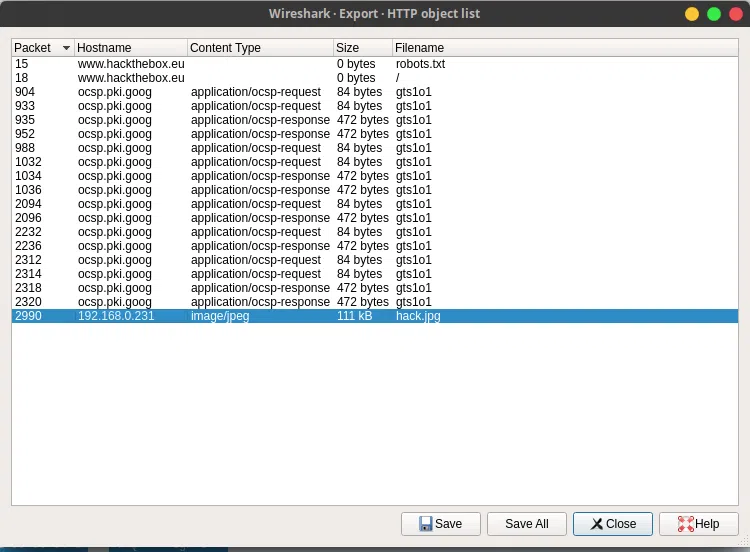 Wireshark · Export · HTTP object list
Packet Hostname Content Type Size Filename
15 www.hackthebox.eu 0 bytes robots.txt
18 www.hackthebox.eu 0 bytes /
904 ocsp.pki.goog application/ocsp-request 84 bytes gts1o1
933 ocsp.pki.goog application/ocsp-request 84 bytes gts1o1
935 ocsp.pki.goog application/ocsp-response 472 bytes gts1o1
952 ocsp.pki.goog application/ocsp-response 472 bytes gts1o1
988 ocsp.pki.goog application/ocsp-request 84 bytes gts1o1
1032 ocsp.pki.goog application/ocsp-request 84 bytes gts1o1
1034 ocsp.pki.goog application/ocsp-response 472 bytes gts1o1
1036 ocsp.pki.goog application/ocsp-response 472 bytes gts1o1
2094 ocsp.pki.goog application/ocsp-request 84 bytes gts1o1
2096 ocsp.pki.goog application/ocsp-response 472 bytes gts1o1
2232 ocsp.pki.goog application/ocsp-request 84 bytes gts1o1
2236 ocsp.pki.goog application/ocsp-response 472 bytes gts1o1
2312 ocsp.pki.goog application/ocsp-request 84 bytes gts1o1
2314 ocsp.pki.goog application/ocsp-request 84 bytes gts1o1
2318 ocsp.pki.goog application/ocsp-response 472 bytes gts1o1
2320 ocsp.pki.goog application/ocsp-response 472 bytes gts1o1
2990 192.168.0.231 image/jpeg 111 kB hack.jpg
Save Save All Close Help